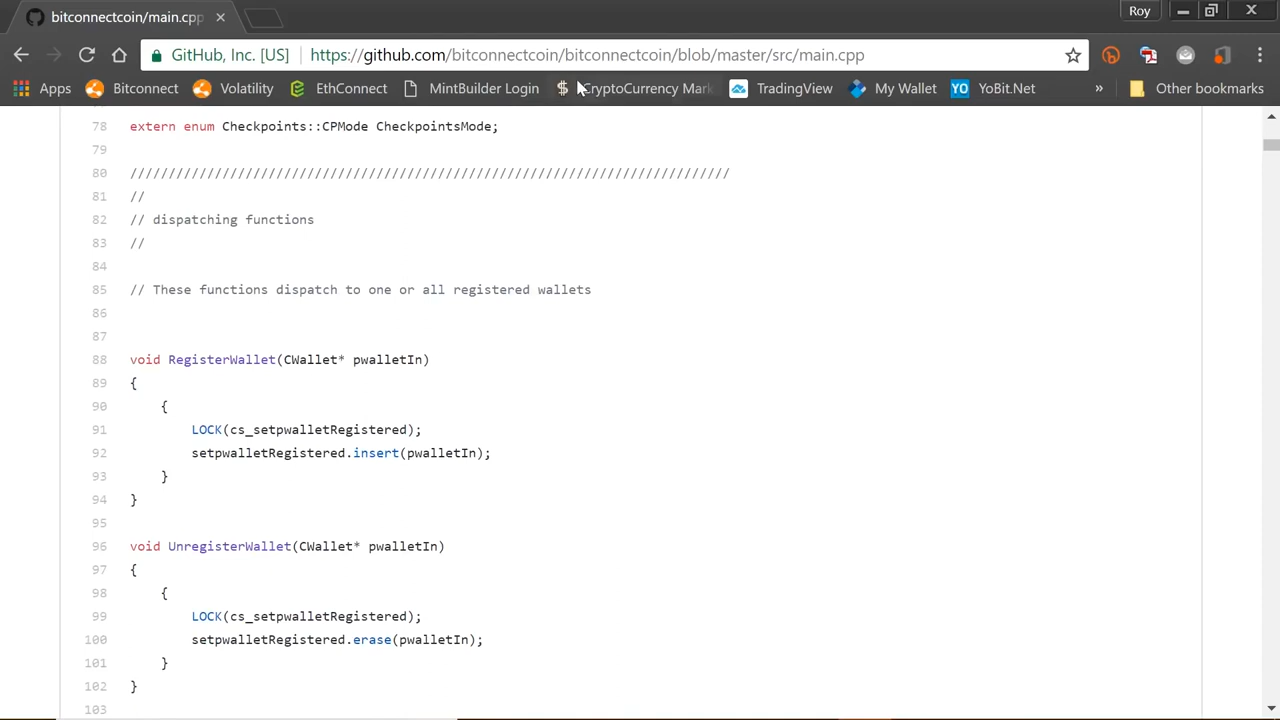 bitconnectcoin/main.cpp
Roy
GitHub, Inc. [US] https://github.com/bitconnectcoin/bitconnectcoin/blob/master/src/main.cpp
Apps Bitconnect Volatility EthConnect MintBuilder Login $ CryptoCurrency Mark TradingView My Wallet YO YoBit.Net » Other bookmarks
78 extern enum Checkpoints::CPMode CheckpointsMode;
79
80 //////////////////////////////////////////////////////////////////////////////
81 //
82 // dispatching functions
83 //
84
85 // These functions dispatch to one or all registered wallets
86
87
88 void RegisterWallet(CWallet* pwalletIn)
89 {
90 {
91 LOCK(cs_setpwalletRegistered);
92 setpwalletRegistered.insert(pwalletIn);
93 }
94 }
95
96 void UnregisterWallet(CWallet* pwalletIn)
97 {
98 {
99 LOCK(cs_setpwalletRegistered);
100 setpwalletRegistered.erase(pwalletIn);
101 }
102 }
103